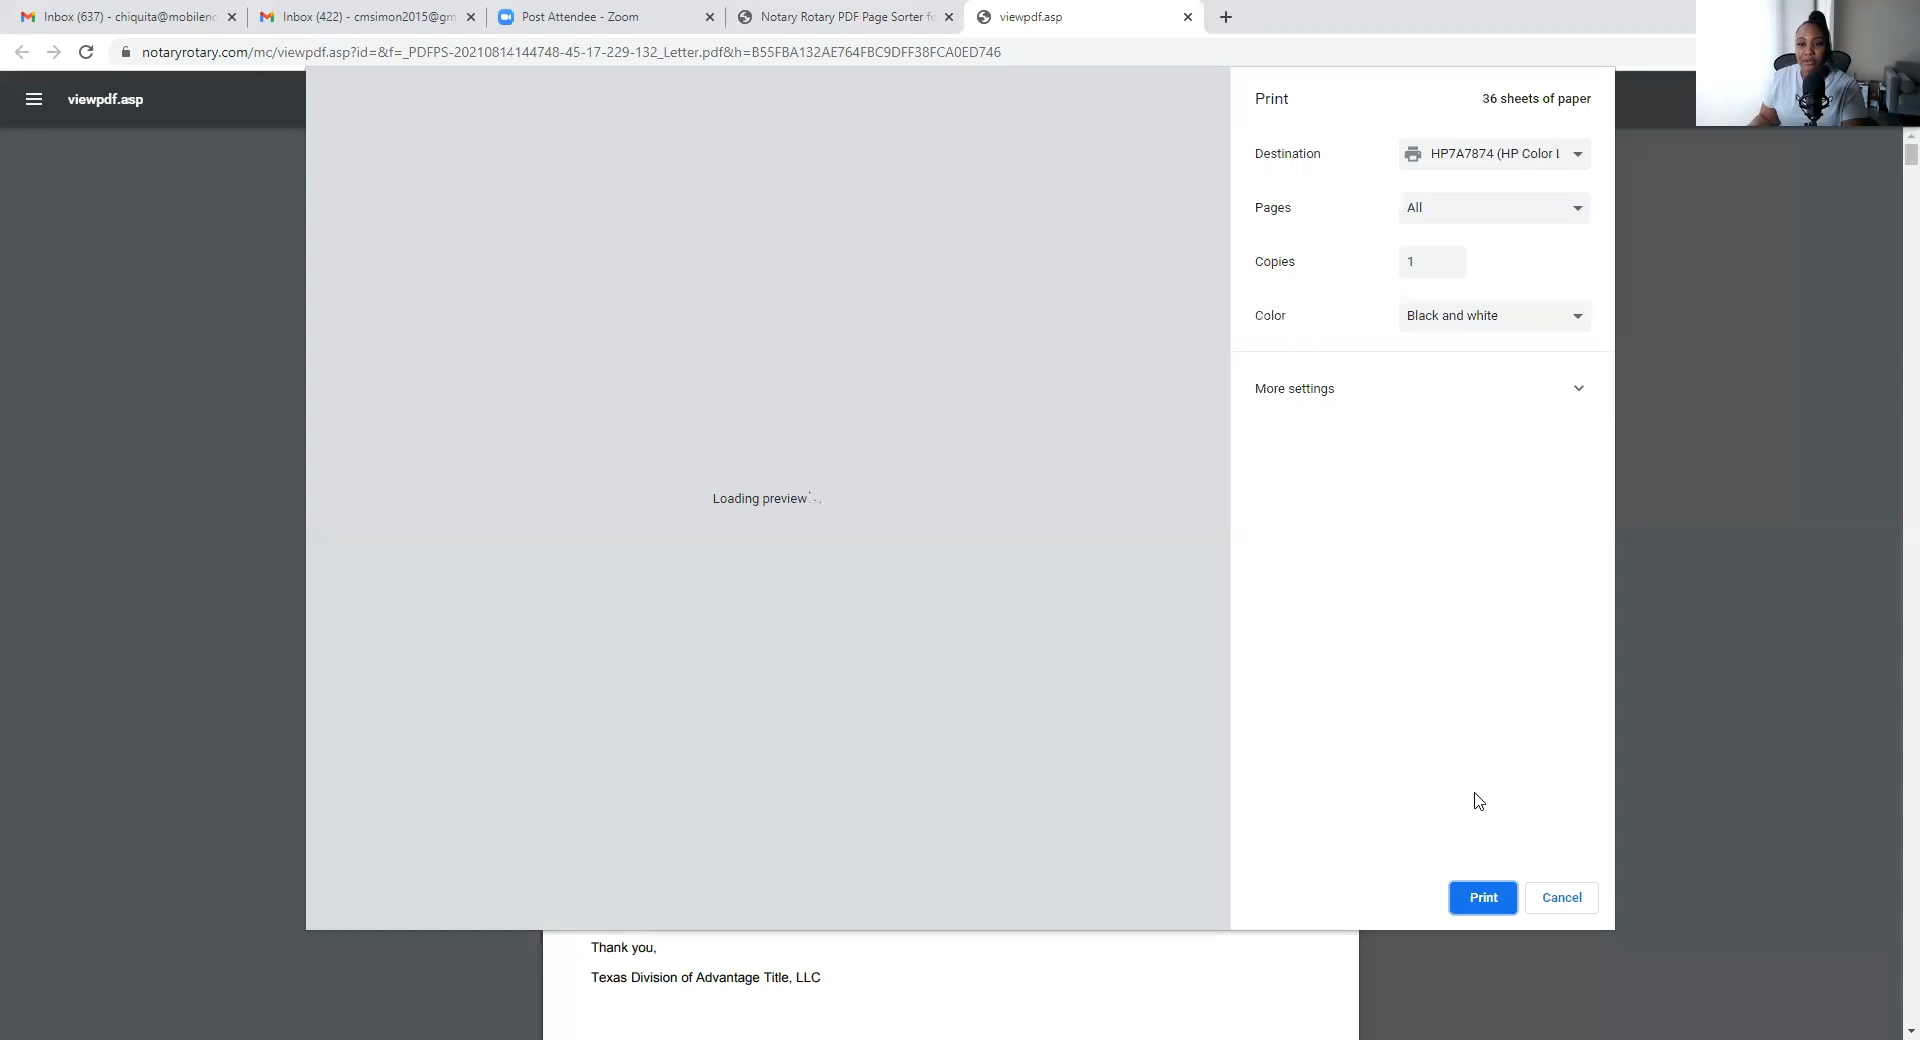 Inbox (637) - chiquita@mobileno
Inbox (422) - cmsimon2015@gm
Post Attendee - Zoom
Notary Rotary PDF Page Sorter fo
viewpdf.asp
notaryrotary.com/mc/viewpdf.asp?id=&f=_PDFPS-20210814144748-45-17-229-132_Letter.pdf&h=B55FBA132AE764FBC9DFF38FCA0ED746
viewpdf.asp
Print
36 sheets of paper
Destination
HP7A7874 (HP Color L
Pages
All
Copies
1
Color
Black and white
More settings
Loading preview...
Print
Cancel
Thank you,
Texas Division of Advantage Title, LLC